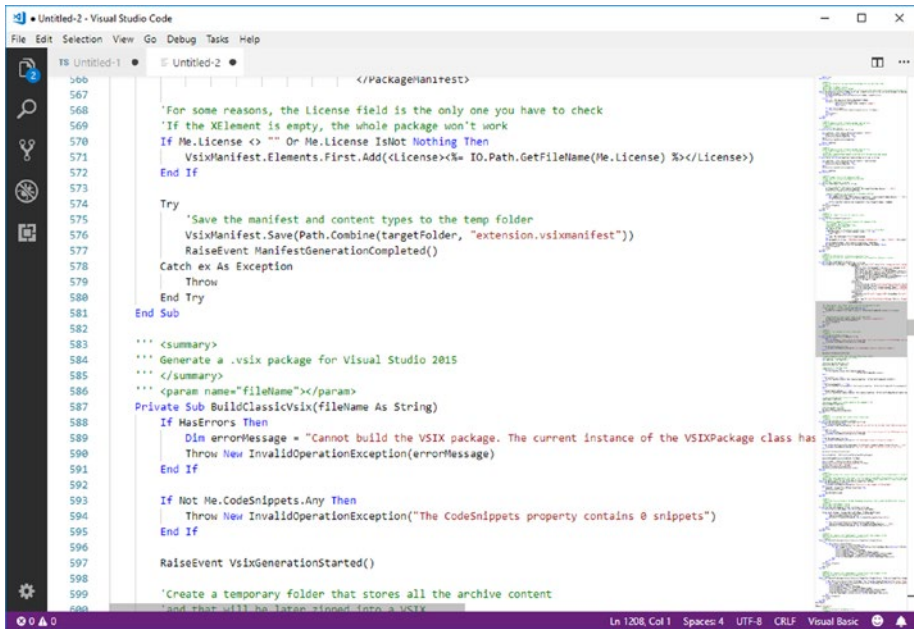 ● Untitled-2 - Visual Studio Code
File Edit Selection View Go Debug Tasks Help
TS Untitled-1 ● Untitled-2 ●
2
566 </PackageManifest>
567
568 'For some reasons, the License field is the only one you have to check
569 'If the XElement is empty, the whole package won't work
570 If Me.License <> "" Or Me.License IsNot Nothing Then
571 VsixManifest.Elements.First.Add(<License><%= IO.Path.GetFileName(Me.License) %></License>)
572 End If
573
574 Try
575 'Save the manifest and content types to the temp folder
576 VsixManifest.Save(Path.Combine(targetFolder, "extension.vsixmanifest"))
577 RaiseEvent ManifestGenerationCompleted()
578 Catch ex As Exception
579 Throw
580 End Try
581 End Sub
582
583 ''' <summary>
584 ''' Generate a .vsix package for Visual Studio 2015
585 ''' </summary>
586 ''' <param name="fileName"></param>
587 Private Sub BuildClassicVsix(fileName As String)
588 If HasErrors Then
589 Dim errorMessage = "Cannot build the VSIX package. The current instance of the VSIXPackage class has
590 Throw New InvalidOperationException(errorMessage)
591 End If
592
593 If Not Me.CodeSnippets.Any Then
594 Throw New InvalidOperationException("The CodeSnippets property contains 0 snippets")
595 End If
596
597 RaiseEvent VsixGenerationStarted()
598
599 'Create a temporary folder that stores all the archive content
600 'and that will be later zipped into a VSIX
0 0 Ln 1208, Col 1 Spaces: 4 UTF-8 CRLF Visual Basic